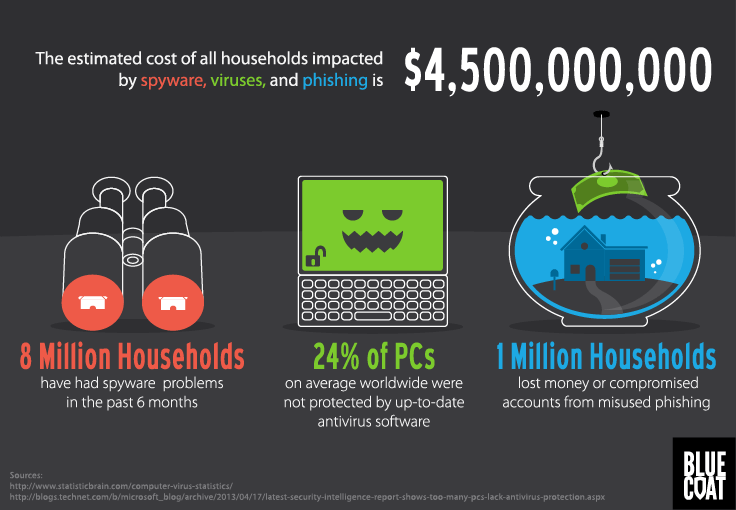 The estimated cost of all households impacted
by spyware, viruses, and phishing is
$4,500,000,000
8 Million Households
have had spyware problems
in the past 6 months
24% of PCs
on average worldwide were
not protected by up-to-date
antivirus software
1 Million Households
lost money or compromised
accounts from misused phishing
Sources:
http://www.statisticbrain.com/computer-virus-statistics/
http://blogs.technet.com/b/microsoft_blog/archive/2013/04/17/latest-security-intelligence-report-shows-too-many-pcs-lack-antivirus-protection.aspx
BLUE
COAT